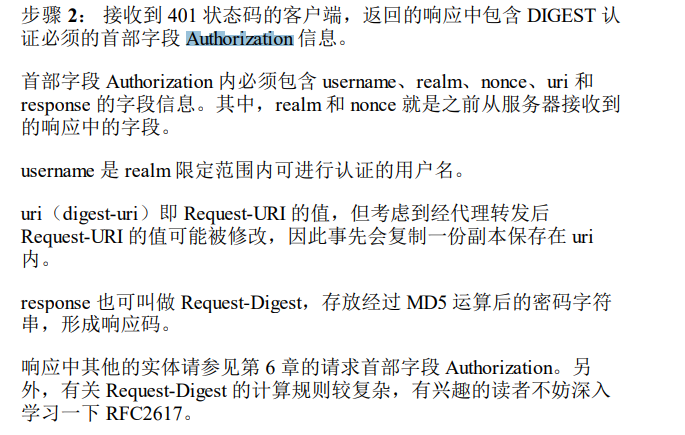 步骤 2： 接收到 401 状态码的客户端，返回的响应中包含 DIGEST 认
证必须的首部字段 Authorization 信息。
首部字段 Authorization 内必须包含 username、realm、nonce、uri 和
response 的字段信息。其中，realm 和 nonce 就是之前从服务器接收到
的响应中的字段。
username 是 realm 限定范围内可进行认证的用户名。
uri（digest-uri）即 Request-URI 的值，但考虑到经代理转发后
Request-URI 的值可能被修改，因此事先会复制一份副本保存在 uri
内。
response 也可叫做 Request-Digest，存放经过 MD5 运算后的密码字符
串，形成响应码。
响应中其他的实体请参见第 6 章的请求首部字段 Authorization。另
外，有关 Request-Digest 的计算规则较复杂，有兴趣的读者不妨深入
学习一下 RFC2617。